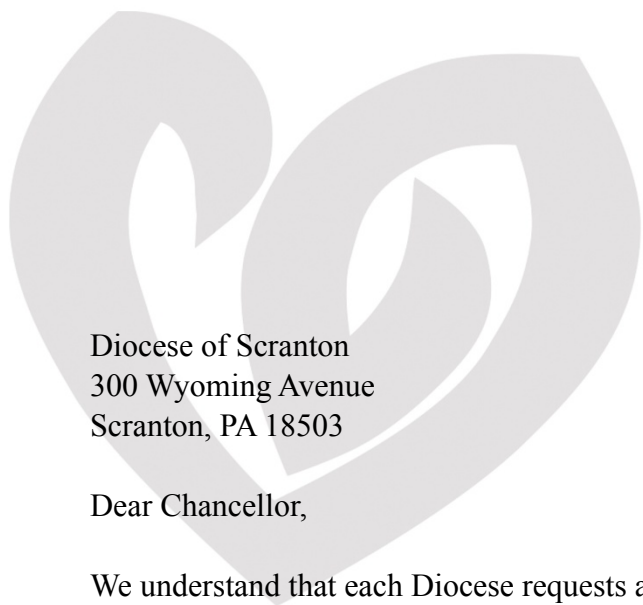 Diocese of Scranton
300 Wyoming Avenue
Scranton, PA 18503
Dear Chancellor,
We understand that each Diocese requests a